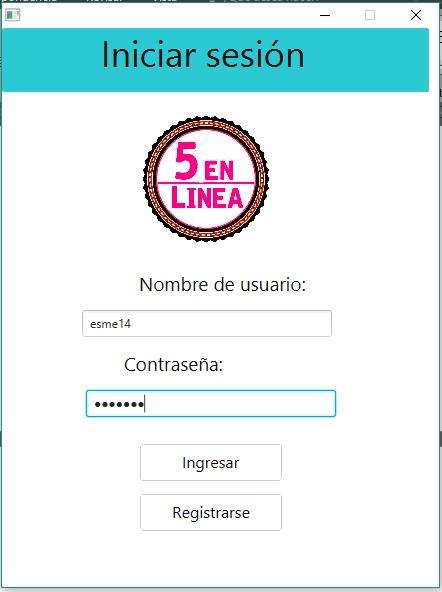 Iniciar sesión
5 EN
LINEA
Nombre de usuario:
esme14
Contraseña:
•••••••
Ingresar
Registrarse